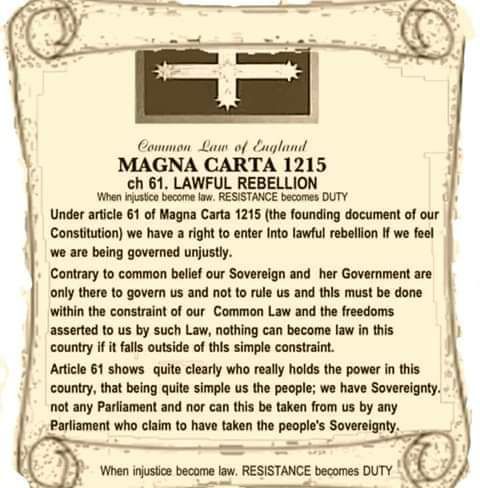 Common Law of England
MAGNA CARTA 1215
ch 61. LAWFUL REBELLION
When injustice become law. RESISTANCE becomes DUTY
Under article 61 of Magna Carta 1215 (the founding document of our
Constitution) we have a right to enter Into lawful rebellion If we feel
we are being governed unjustly.
Contrary to common belief our Sovereign and her Government are
only there to govern us and not to rule us and thIs must be done
within the constraint of our Common Law and the freedoms
asserted to us by such Law, nothing can become law in this
country if it falls outside of thIs simple constraint.
Article 61 shows quite clearly who really holds the power in this
country, that being quite simple us the people; we have Sovereignty.
not any Parliament and nor can this be taken from us by any
Parliament who claim to have taken the people's Sovereignty.
When injustice become law. RESISTANCE becomes DUTY